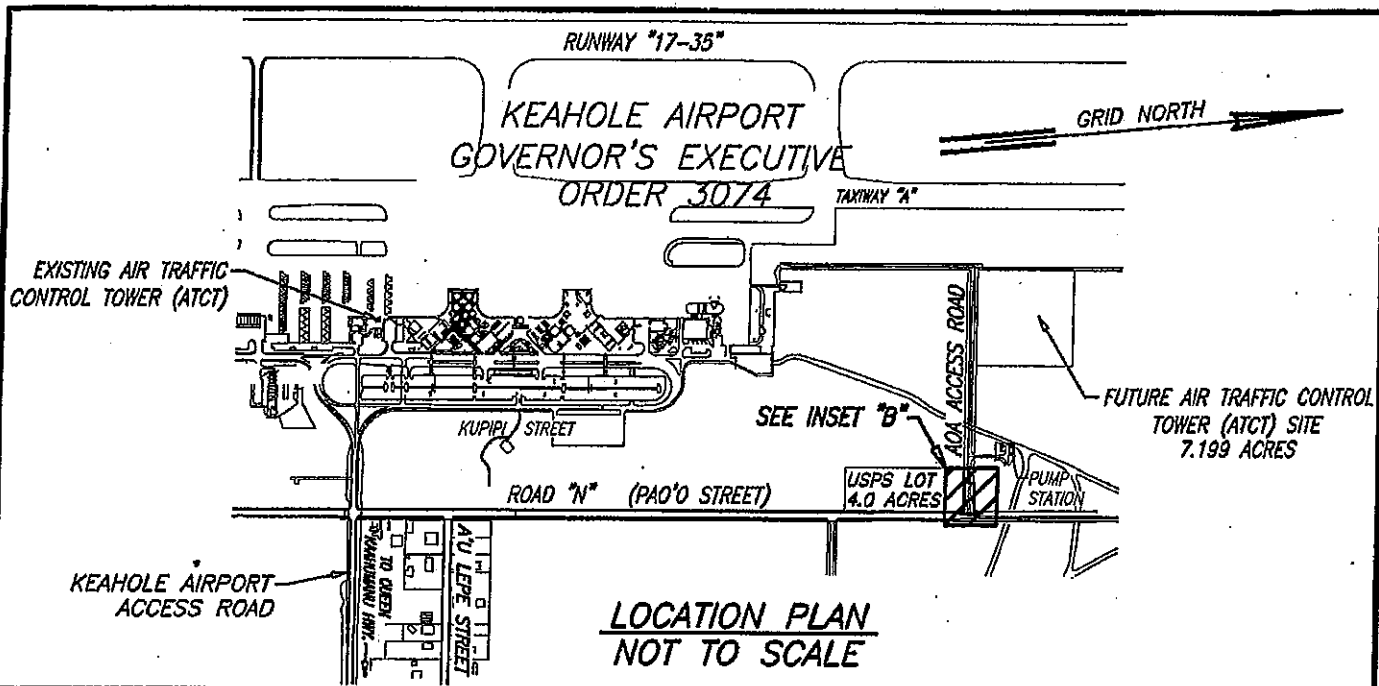 RUNWAY "17-35"
KEAHOLE AIRPORT
GOVERNOR'S EXECUTIVE
ORDER 3074
GRID NORTH
TAXIWAY "A"
EXISTING AIR TRAFFIC
CONTROL TOWER (ATCT)
AOA ACCESS ROAD
FUTURE AIR TRAFFIC CONTROL
TOWER (ATCT) SITE
7.199 ACRES
SEE INSET "B"
KUPIPI STREET
USPS LOT
4.0 ACRES
PUMP
STATION
ROAD "N" (PAO'O STREET)
KEAHOLE AIRPORT
ACCESS ROAD
TO QUEEN
KAAHUMANU HWY.
A'U LEPE STREET
LOCATION PLAN
NOT TO SCALE